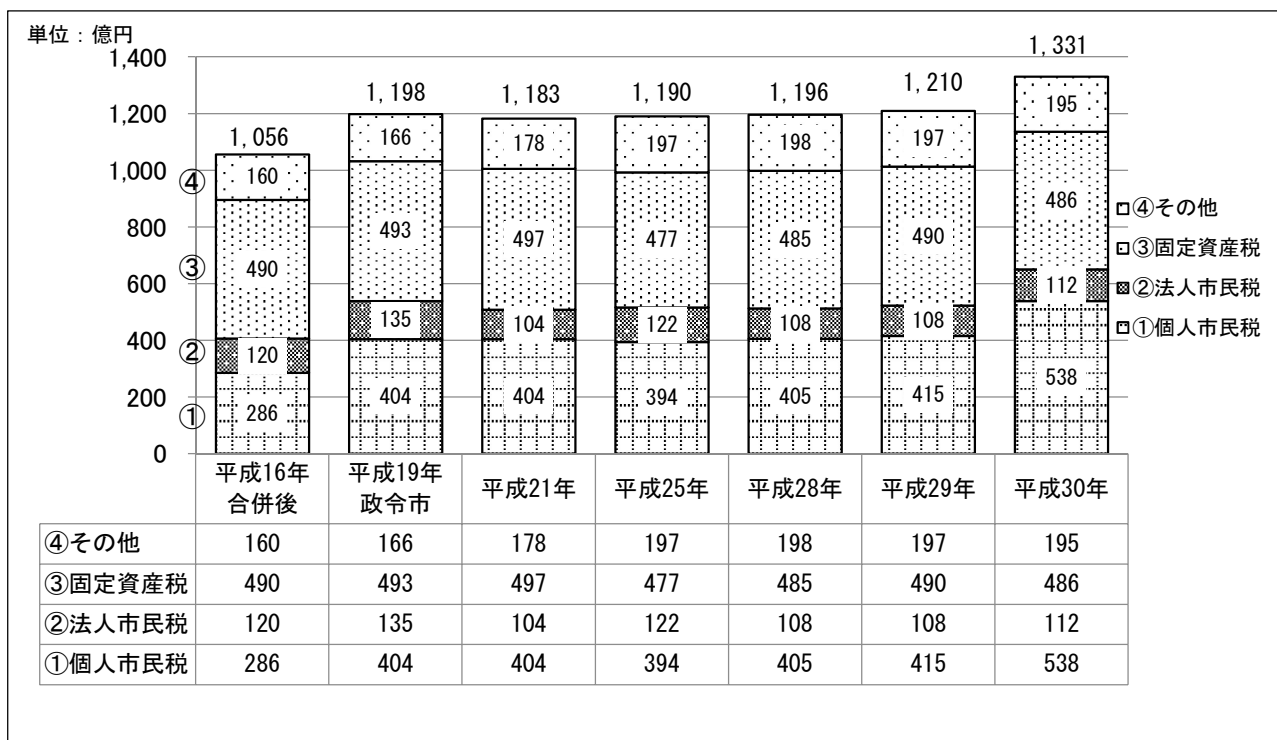 単位：億円
1,400
1,200
1,000
800
600
400
200
0
1,056
1,198
1,183
1,190
1,196
1,210
1,331
④ 160
③ 490
② 120
① 286
166
493
135
404
178
497
104
404
197
477
122
394
198
485
108
405
197
490
108
415
195
486
112
538
□④その他
□③固定資産税
②法人市民税
□①個人市民税
平成16年
合併後
平成19年
政令市
平成21年
平成25年
平成28年
平成29年
平成30年
④その他 160 166 178 197 198 197 195
③固定資産税 490 493 497 477 485 490 486
②法人市民税 120 135 104 122 108 108 112
①個人市民税 286 404 404 394 405 415 538